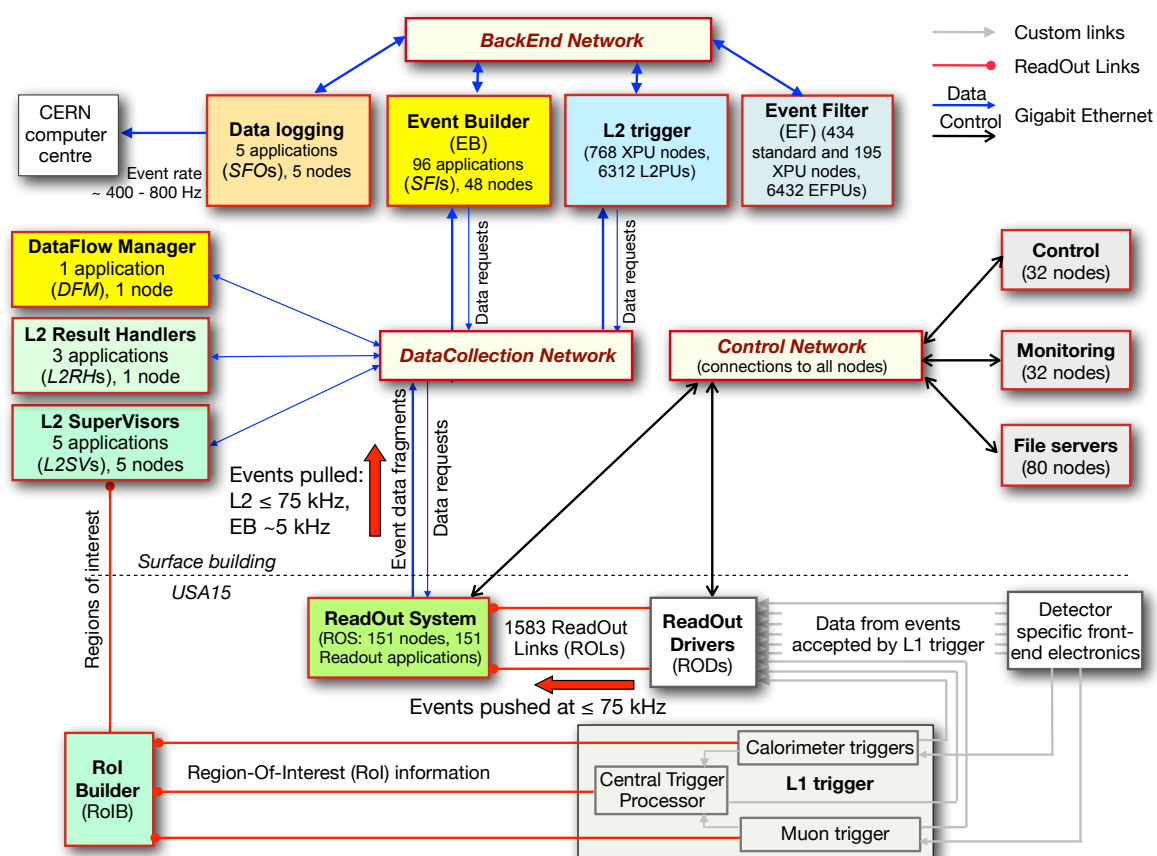 BackEnd Network
Custom links
ReadOut Links
Data
Gigabit Ethernet
Control
CERN
computer
centre
Data logging
5 applications
(SFOs), 5 nodes
Event Builder
(EB)
96 applications
(SFIs), 48 nodes
L2 trigger
(768 XPU nodes,
6312 L2PUs)
Event Filter
(EF) (434
standard and 195
XPU nodes,
6432 EFPUs)
Event rate
~ 400 - 800 Hz
Data requests
Data requests
DataFlow Manager
1 application
(DFM), 1 node
L2 Result Handlers
3 applications
(L2RHs), 1 node
L2 SuperVisors
5 applications
(L2SVs), 5 nodes
DataCollection Network
Control Network
(connections to all nodes)
Control
(32 nodes)
Monitoring
(32 nodes)
File servers
(80 nodes)
Events pulled:
L2 ≤ 75 kHz,
EB ~5 kHz
Event data fragments
Data requests
Regions of interest
Surface building
USA15
ReadOut System
(ROS: 151 nodes, 151
Readout applications)
1583 ReadOut
Links (ROLs)
ReadOut
Drivers
(RODs)
Data from events
accepted by L1 trigger
Detector
specific front-
end electronics
Events pushed at ≤ 75 kHz
RoI
Builder
(RoIB)
Region-Of-Interest (RoI) information
Calorimeter triggers
Central Trigger
Processor
L1 trigger
Muon trigger